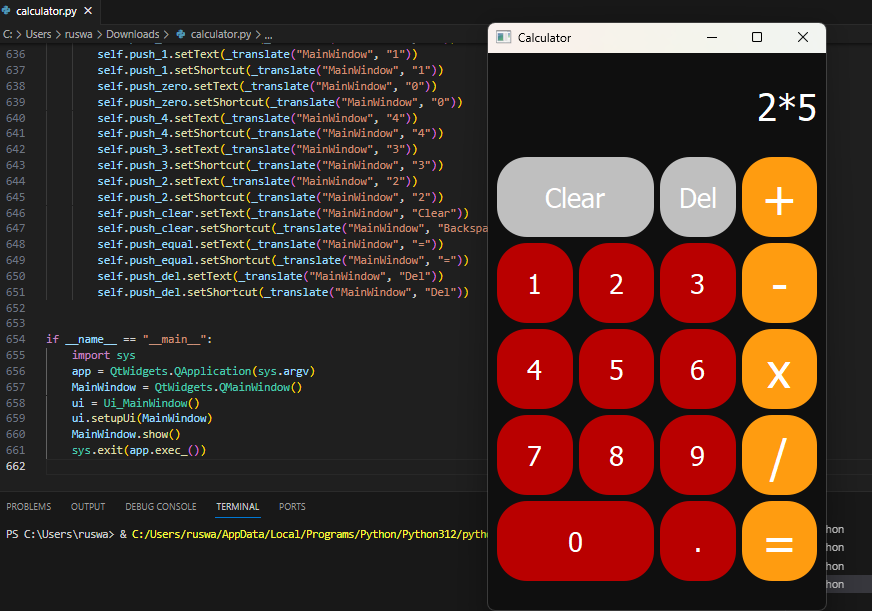 calculator.py
C: > Users > ruswa > Downloads > calculator.py > ...
636 self.push_1.setText(_translate("MainWindow", "1"))
637 self.push_1.setShortcut(_translate("MainWindow", "1"))
638 self.push_zero.setText(_translate("MainWindow", "0"))
639 self.push_zero.setShortcut(_translate("MainWindow", "0"))
640 self.push_4.setText(_translate("MainWindow", "4"))
641 self.push_4.setShortcut(_translate("MainWindow", "4"))
642 self.push_3.setText(_translate("MainWindow", "3"))
643 self.push_3.setShortcut(_translate("MainWindow", "3"))
644 self.push_2.setText(_translate("MainWindow", "2"))
645 self.push_2.setShortcut(_translate("MainWindow", "2"))
646 self.push_clear.setText(_translate("MainWindow", "Clear"))
647 self.push_clear.setShortcut(_translate("MainWindow", "Backspa
648 self.push_equal.setText(_translate("MainWindow", "="))
649 self.push_equal.setShortcut(_translate("MainWindow", "="))
650 self.push_del.setText(_translate("MainWindow", "Del"))
651 self.push_del.setShortcut(_translate("MainWindow", "Del"))
652
653
654 if __name__ == "__main__":
655 import sys
656 app = QtWidgets.QApplication(sys.argv)
657 MainWindow = QtWidgets.QMainWindow()
658 ui = Ui_MainWindow()
659 ui.setupUi(MainWindow)
660 MainWindow.show()
661 sys.exit(app.exec_())
662
PROBLEMS OUTPUT DEBUG CONSOLE TERMINAL PORTS
PS C:\Users\ruswa> & C:/Users/ruswa/AppData/Local/Programs/Python/Python312/pytho
hon
hon
hon
hon
Calculator
2*5
Clear Del +
1 2 3 -
4 5 6 x
7 8 9 /
0 . =